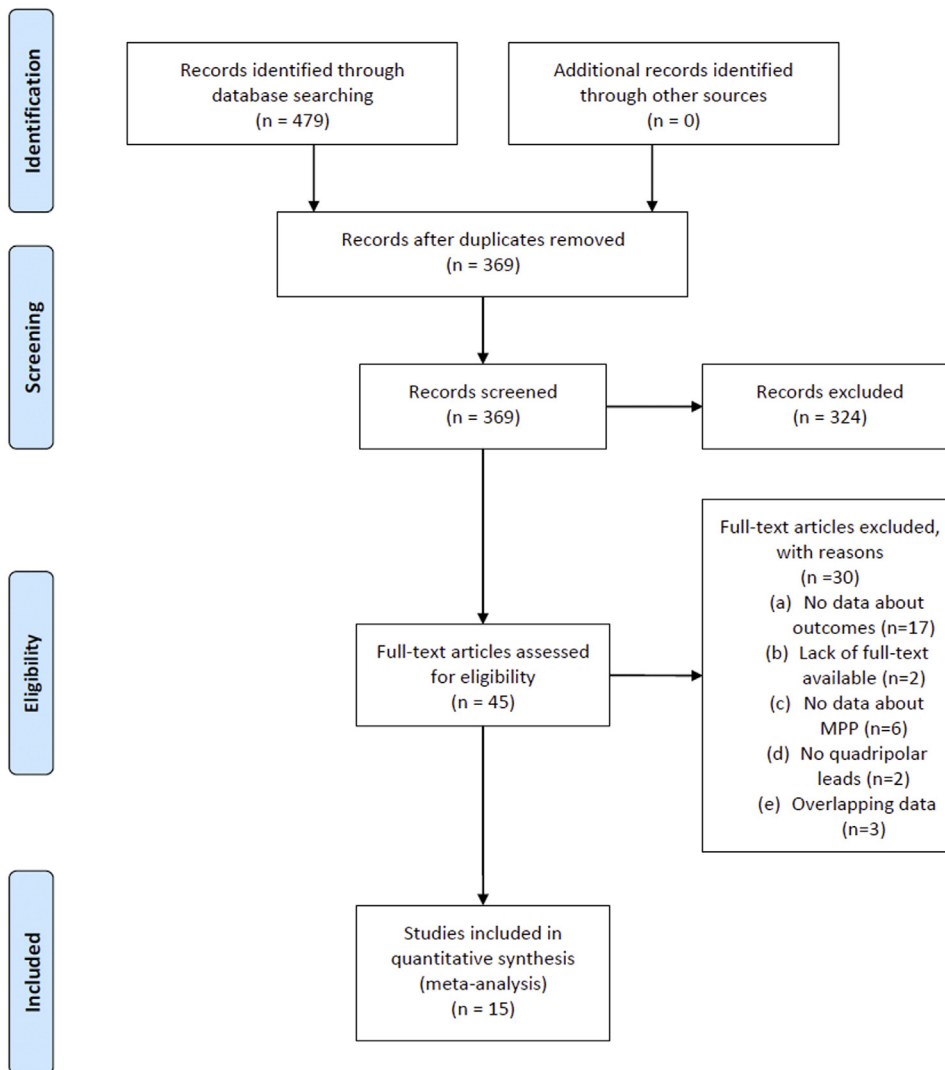 Identification
Records identified through
database searching
(n = 479)
Additional records identified
through other sources
(n = 0)
Records after duplicates removed
(n = 369)
Screening
Records screened
(n = 369)
Records excluded
(n = 324)
Eligibility
Full-text articles assessed
for eligibility
(n = 45)
Full-text articles excluded,
with reasons
(n =30)
(a) No data about
outcomes (n=17)
(b) Lack of full-text
available (n=2)
(c) No data about
MPP (n=6)
(d) No quadripolar
leads (n=2)
(e) Overlapping data
(n=3)
Included
Studies included in
quantitative synthesis
(meta-analysis)
(n = 15)